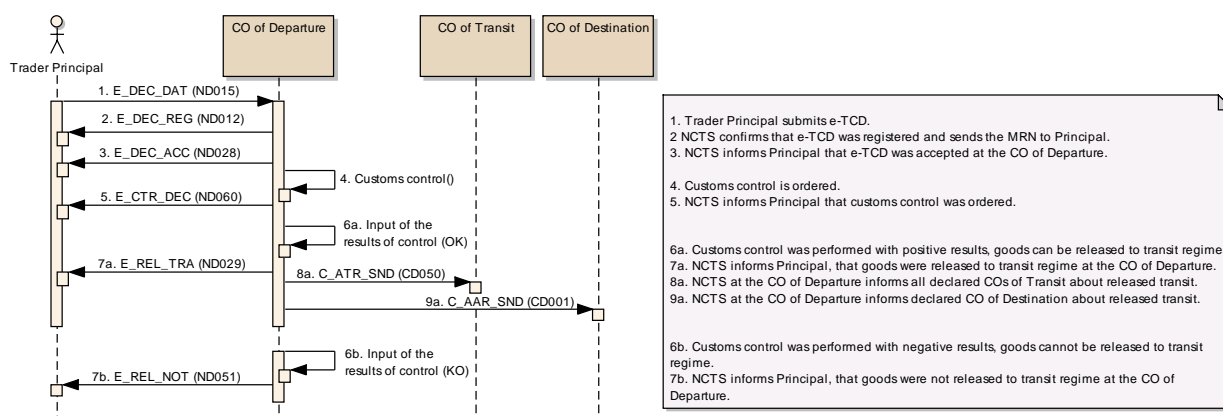 CO of Departure
CO of Transit
CO of Destination
Trader Principal
1. E_DEC_DAT (ND015)
2. E_DEC_REG (ND012)
3. E_DEC_ACC (ND028)
4. Customs control()
5. E_CTR_DEC (ND060)
6a. Input of the
results of control (OK)
7a. E_REL_TRA (ND029)
8a. C_ATR_SND (CD050)
9a. C_AAR_SND (CD001)
6b. Input of the
results of control (KO)
7b. E_REL_NOT (ND051)
1. Trader Principal submits e-TCD.
2 NCTS confirms that e-TCD was registered and sends the MRN to Principal.
3. NCTS informs Principal that e-TCD was accepted at the CO of Departure.
4. Customs control is ordered.
5. NCTS informs Principal that customs control was ordered.
6a. Customs control was performed with positive results, goods can be released to transit regime
7a. NCTS informs Principal, that goods were released to transit regime at the CO of Departure.
8a. NCTS at the CO of Departure informs all declared COs of Transit about released transit.
9a. NCTS at the CO of Departure informs declared CO of Destination about released transit.
6b. Customs control was performed with negative results, goods cannot be released to transit
regime.
7b. NCTS informs Principal, that goods were not released to transit regime at the CO of
Departure.